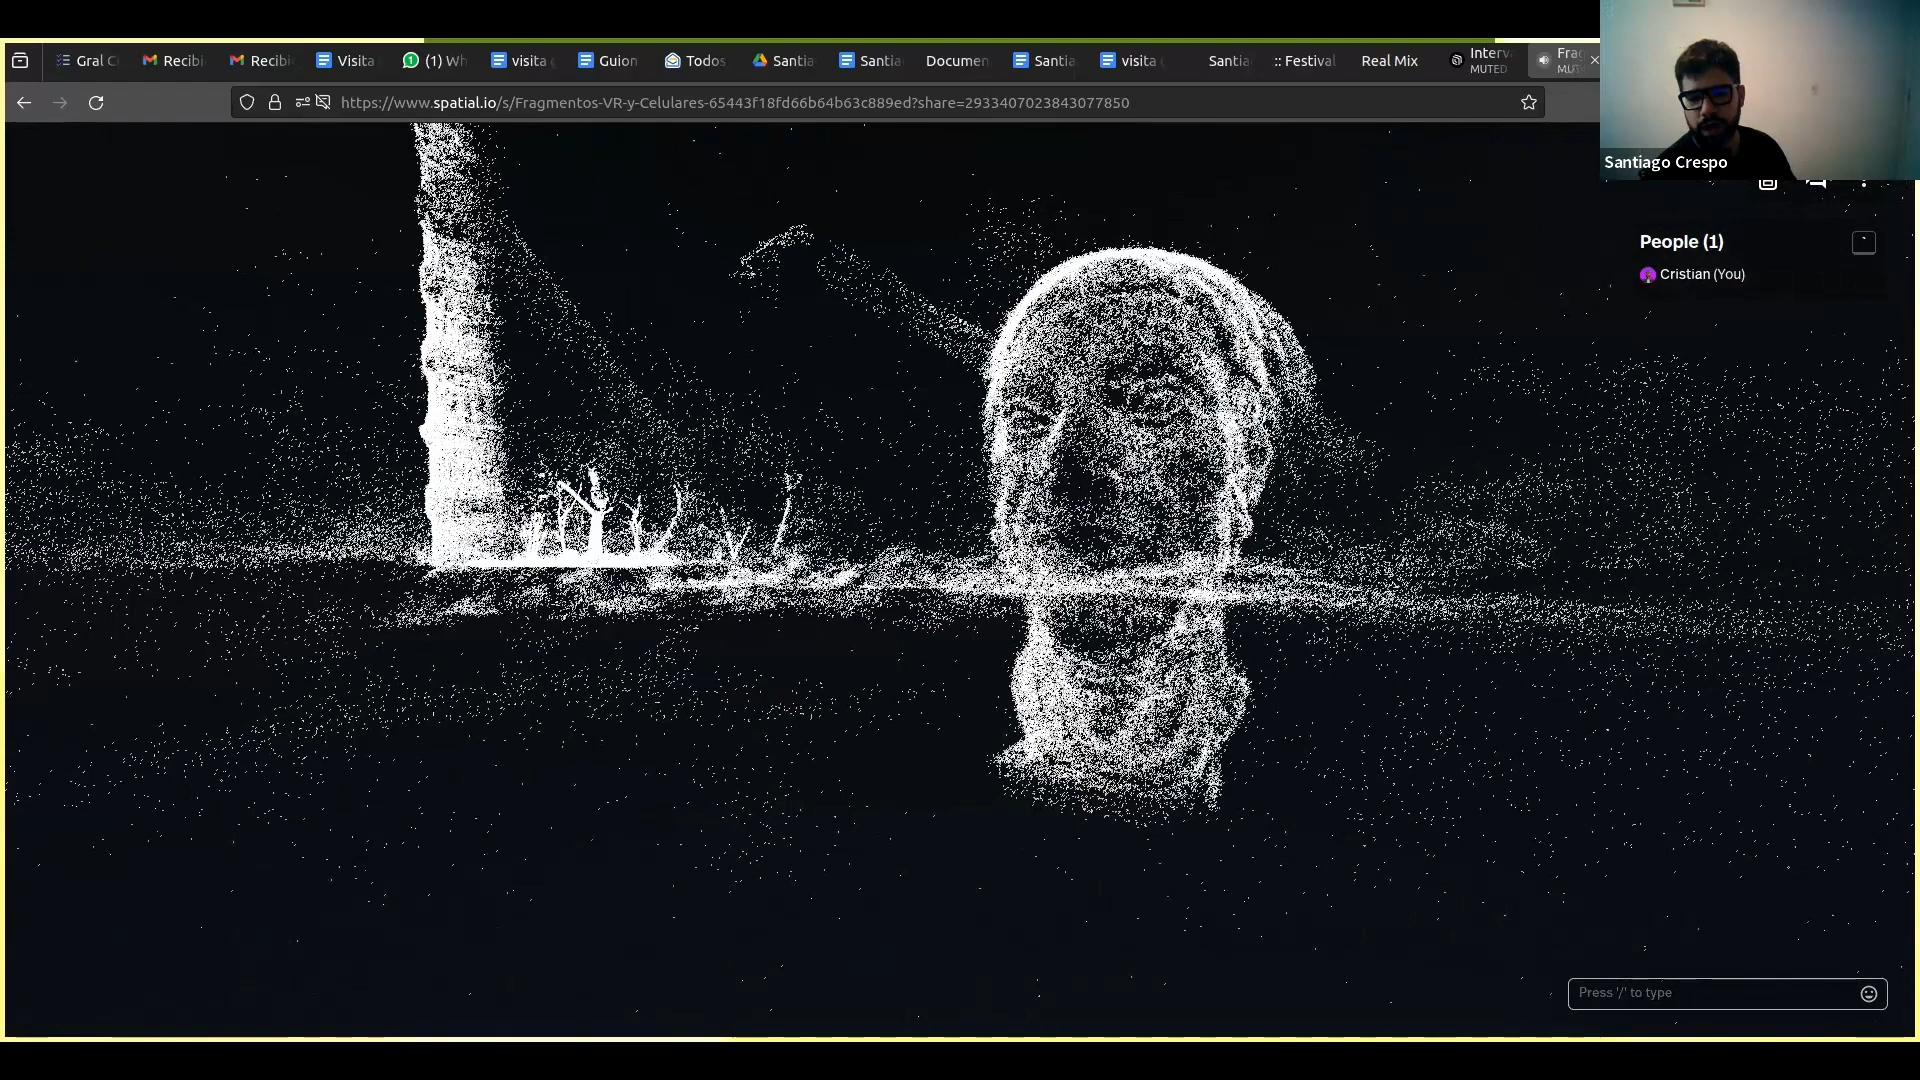 Gral C
Recibi
Recibi
Visita
(1) Wh
visita
Guion
Todos
Santia
Santia
Documen
Santia
visita
Santia
:: Festival
Real Mix
Interv
MUTED
Frag
MUT
https://www.spatial.io/s/Fragmentos-VR-y-Celulares-65443f18fd66b64b63c889ed?share=2933407023843077850
Santiago Crespo
People (1)
Cristian (You)
Press '/' to type